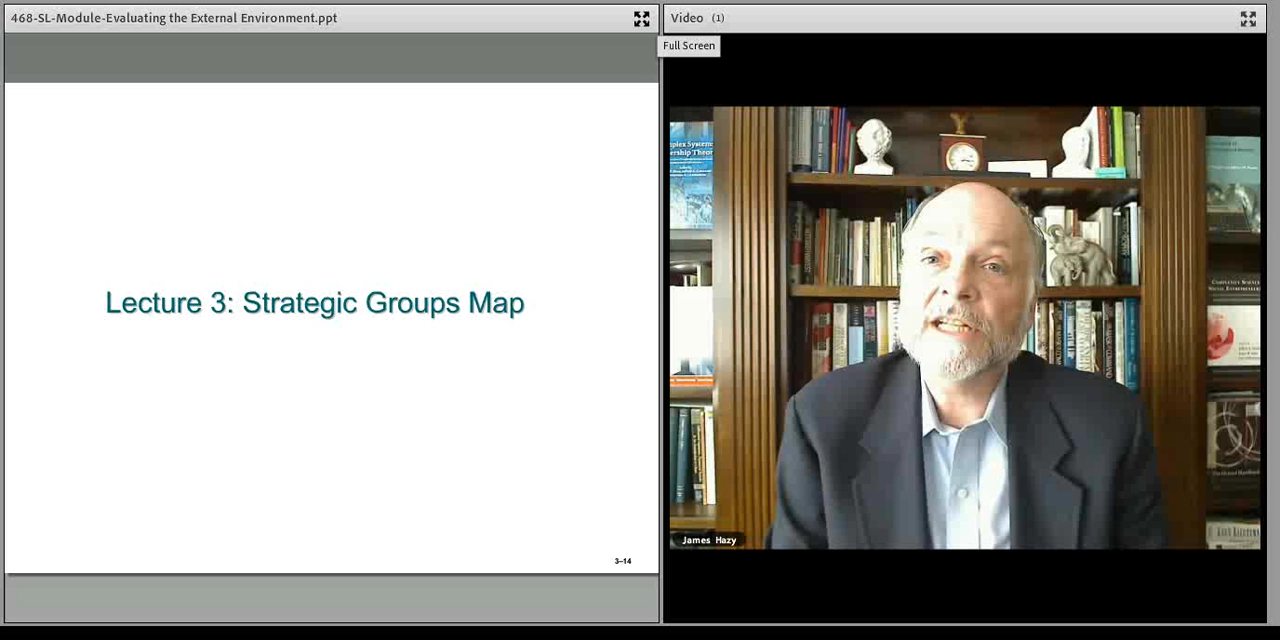 468-SL-Module-Evaluating the External Environment.ppt
Video (1)
Full Screen
Lecture 3: Strategic Groups Map
3–14
James Hazy